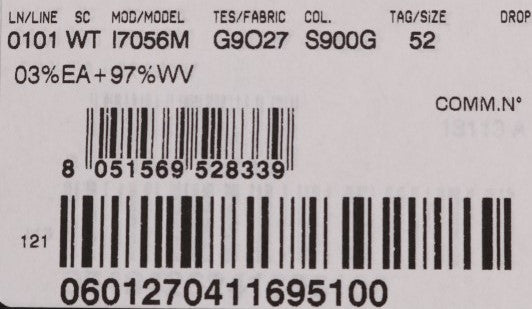 LN/LINE SC MOD/MODEL TES/FABRIC COL. TAG/SIZE DROP
0101 WT I7056M G9O27 S900G 52
03%EA+97%WV
COMM.N°
8 051569 528339
121
0601270411695100